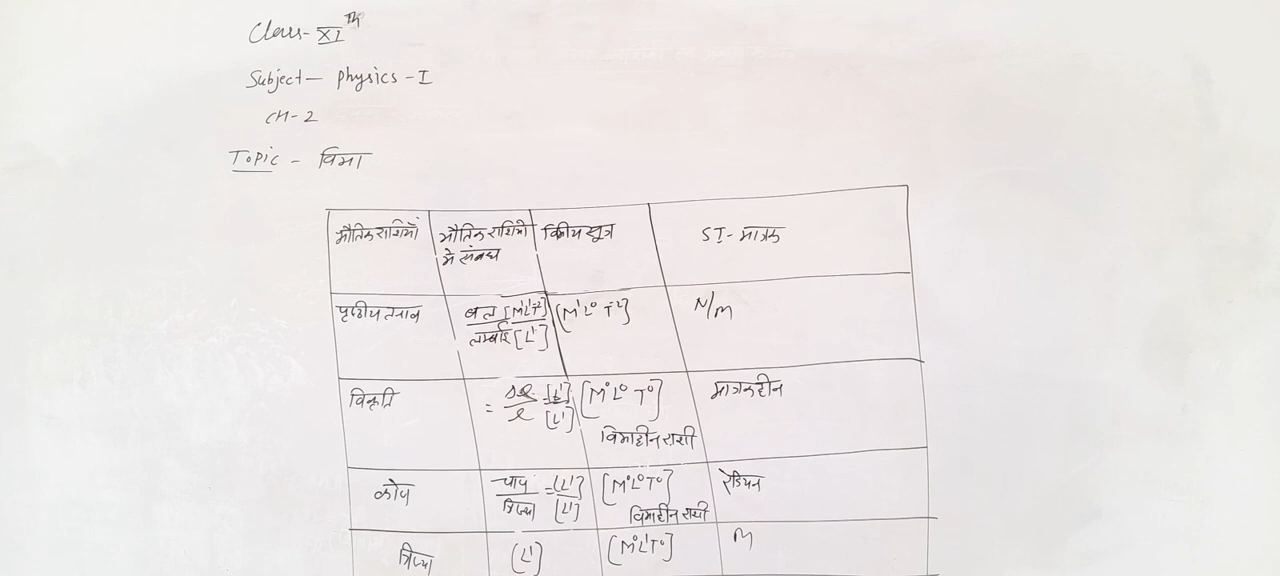 Class- XI Th
Subject- Physics - I
CH- 2
Topic - विमा
भौतिक राशियाँ | भौतिक राशियों में संबंध | विमीय सूत्र | SI - मात्रक
पृष्ठीय तनाव | बल [M¹L¹T⁻²] / लम्बाई [L¹] | [M¹L⁰T⁻²] | N/m
विकृति | = Δl/l [L¹]/[L¹] | [M⁰L⁰T⁰] विमाहीन राशी | मात्रकहीन
कोण | चाप/त्रिज्या = [L¹]/[L¹] | [M⁰L⁰T⁰] विमाहीन राशी | रेडियन
त्रिज्या | [L¹] | [M⁰L¹T⁰] | M